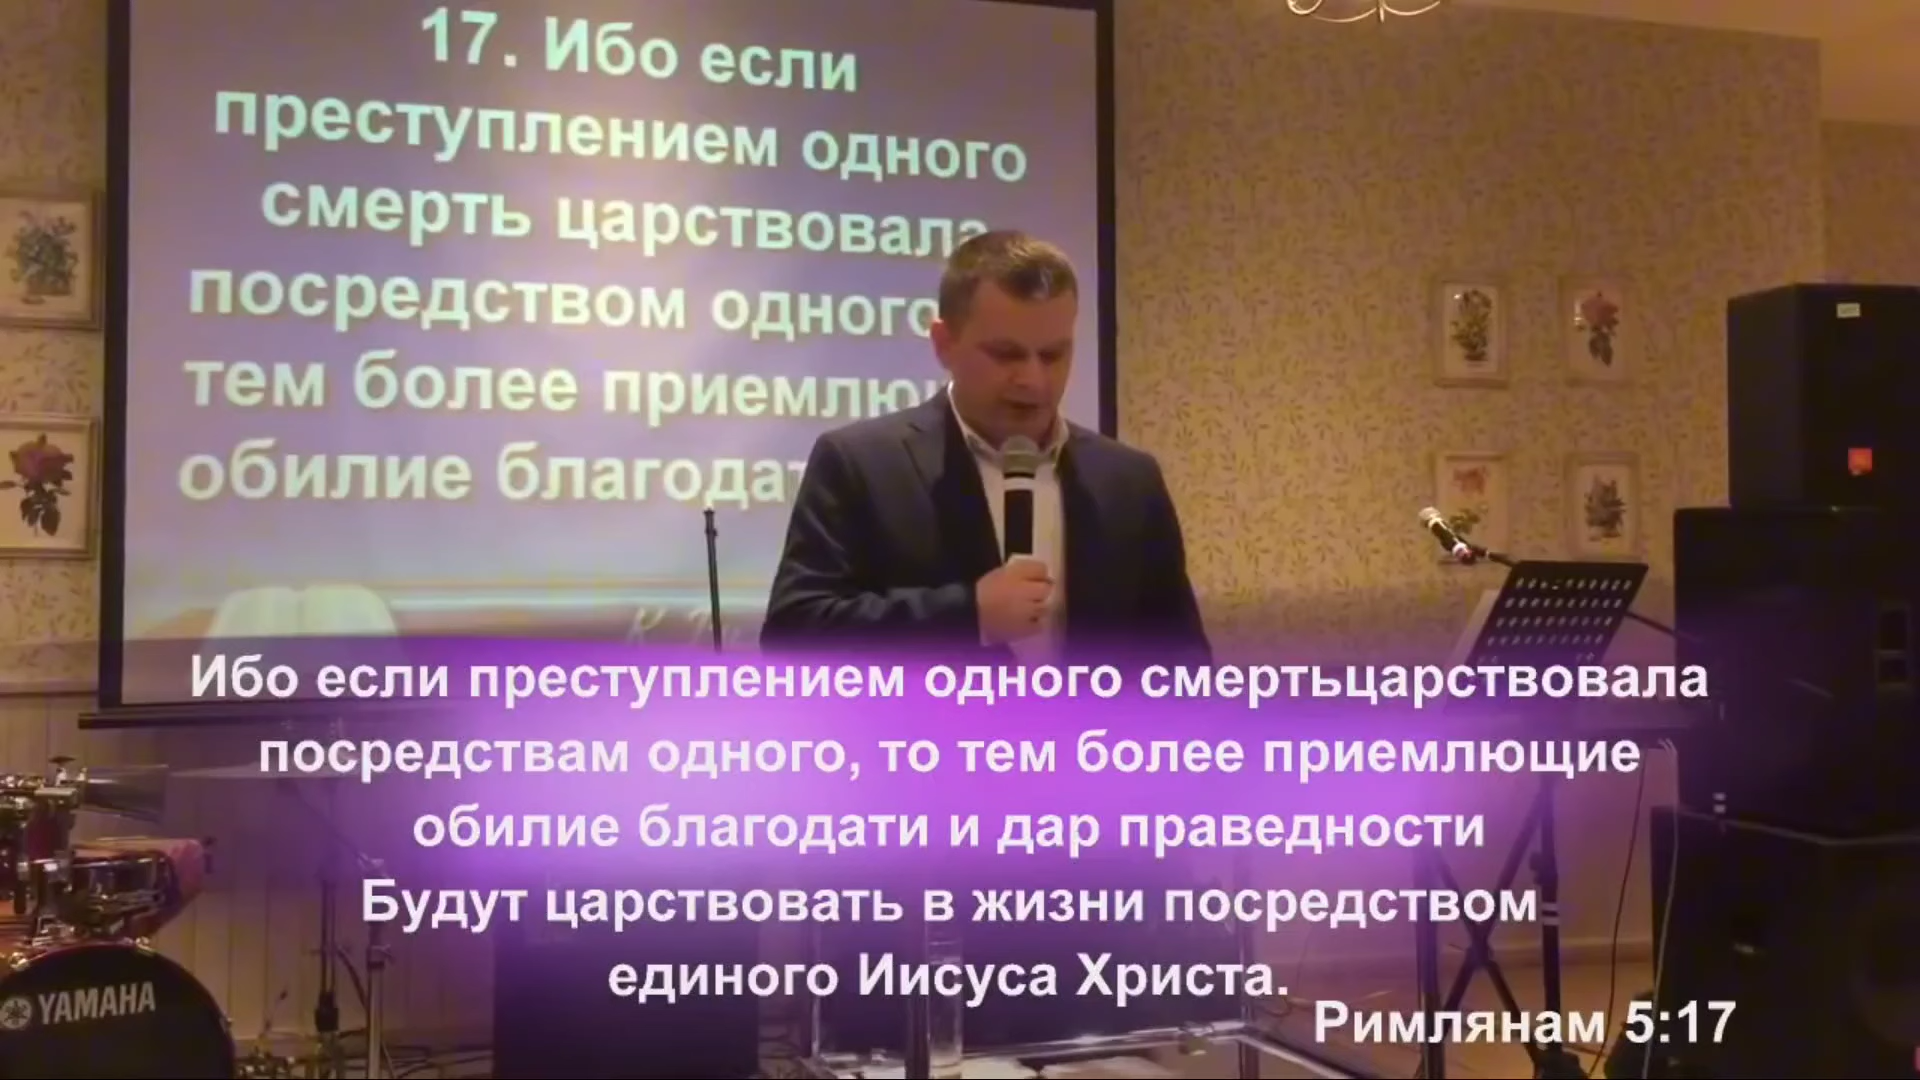 17. Ибо если
преступлением одного
смерть царствовала
посредством одного
тем более
обилие
Ибо если преступлением одного смертьцарствовала
посредствам одного, то тем более приемлющие
обилие благодати и дар праведности
Будут царствовать в жизни посредством
единого Иисуса Христа.
Римлянам 5:17
YAMAHA